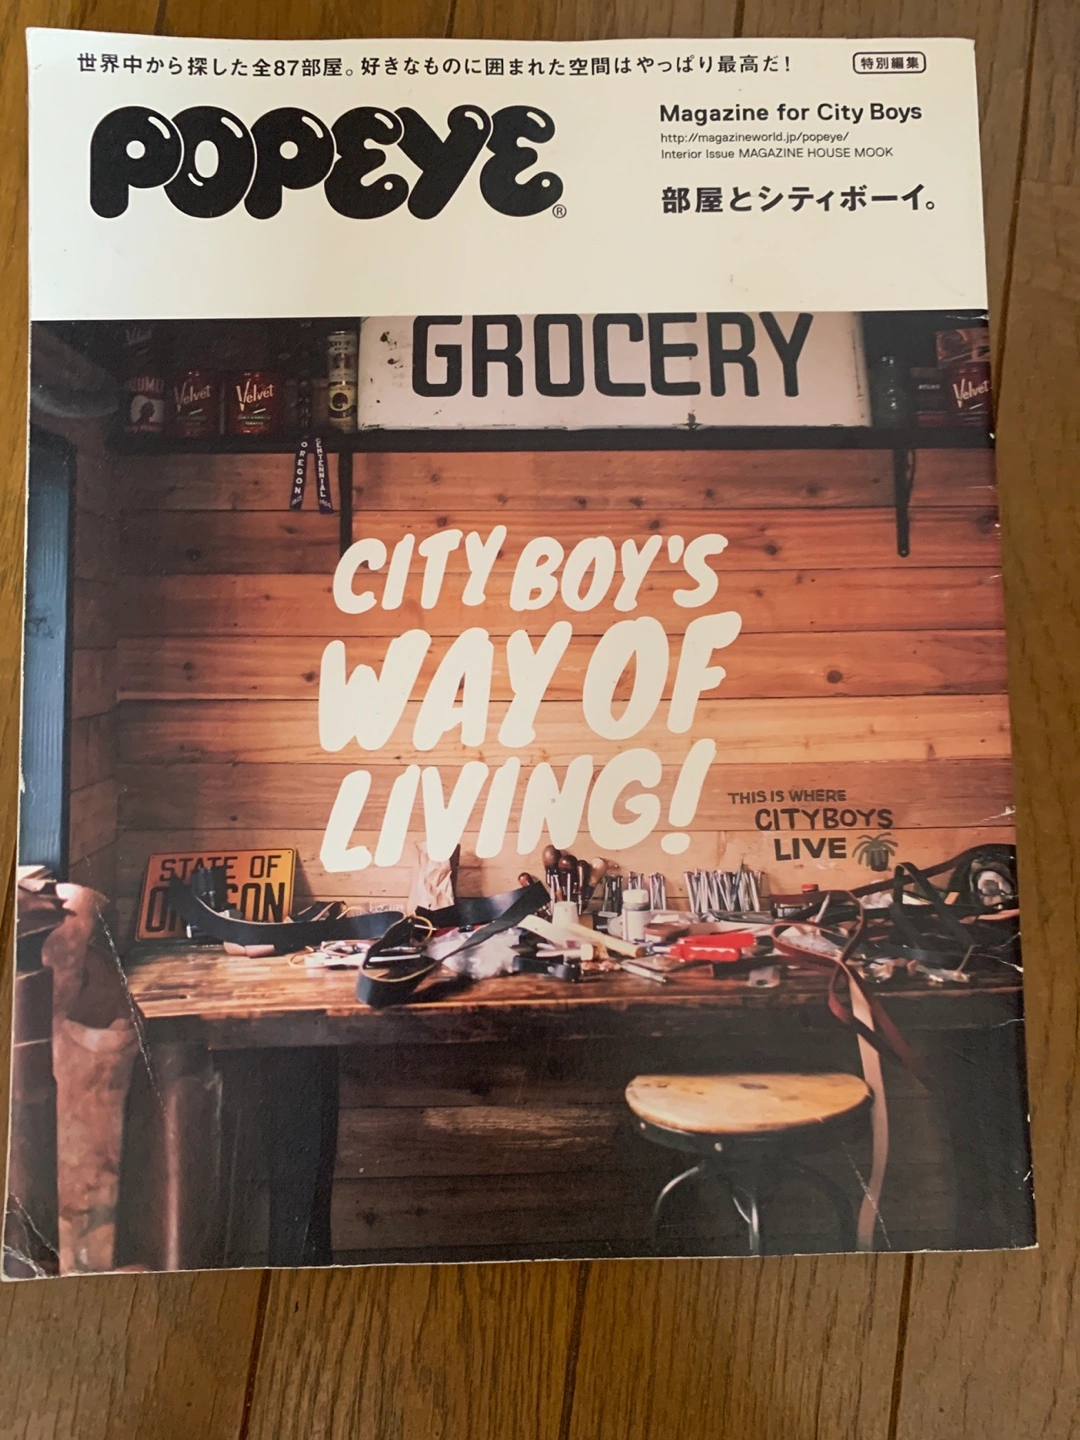 世界中から探した全87部屋。好きなものに囲まれた空間はやっぱり最高だ!
特別編集
POPEYE®
Magazine for City Boys
http://magazineworld.jp/popeye/
Interior Issue MAGAZINE HOUSE MOOK
部屋とシティボーイ。
GROCERY
Velvet
Velvet
Velvet
OREGON
CENTENNIAL
CITY BOY'S
WAY OF
LIVING!
THIS IS WHERE
CITYBOYS
LIVE
STATE OF